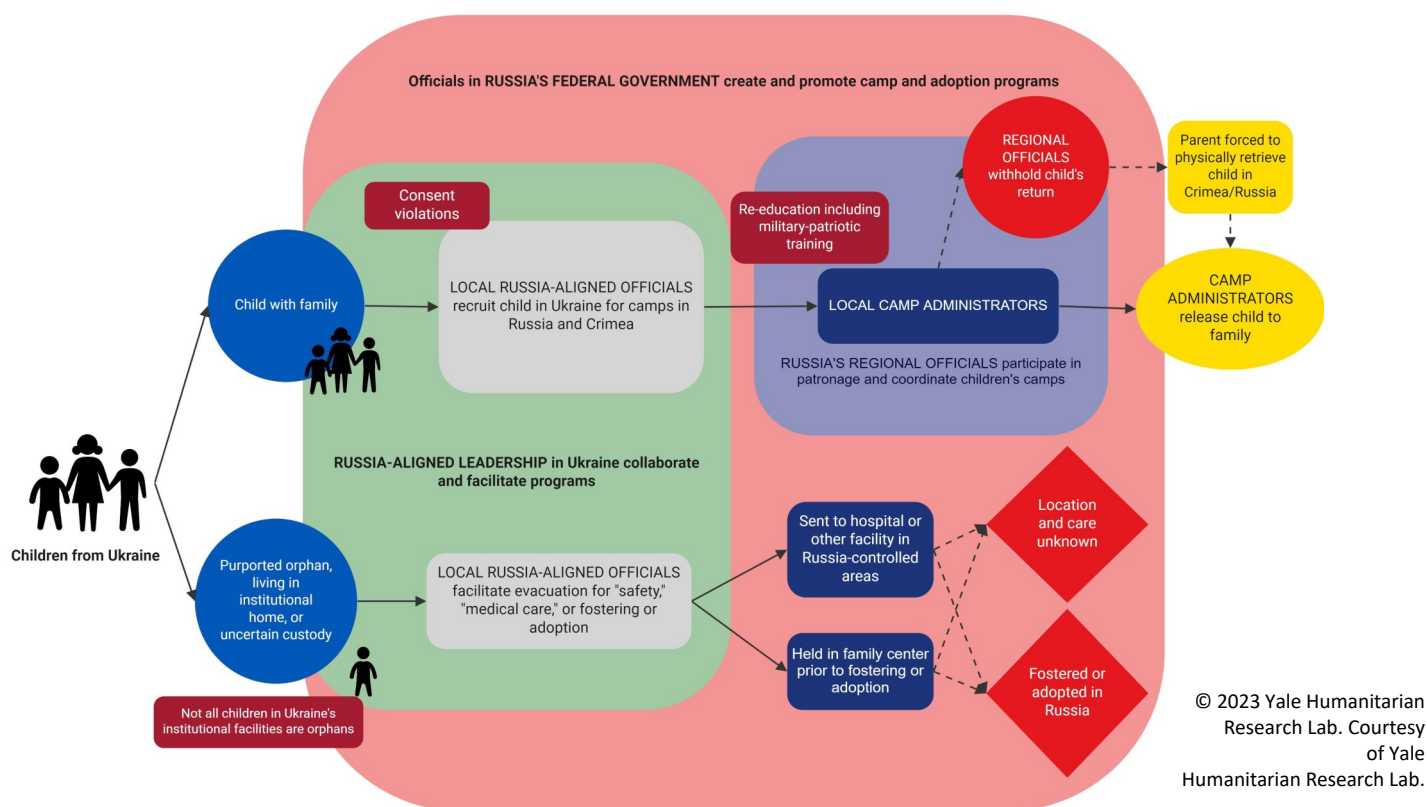 Officials in RUSSIA'S FEDERAL GOVERNMENT create and promote camp and adoption programs
Consent
violations
Child with family
LOCAL RUSSIA-ALIGNED OFFICIALS
recruit child in Ukraine for camps in
Russia and Crimea
Re-education including
military-patriotic
training
REGIONAL
OFFICIALS
withhold child's
return
Parent forced to
physically retrieve
child in
Crimea/Russia
LOCAL CAMP ADMINISTRATORS
CAMP
ADMINISTRATORS
release child to
family
RUSSIA'S REGIONAL OFFICIALS participate in
patronage and coordinate children's camps
RUSSIA-ALIGNED LEADERSHIP in Ukraine collaborate
and facilitate programs
Children from Ukraine
Purported orphan,
living in
institutional
home, or
uncertain custody
LOCAL RUSSIA-ALIGNED OFFICIALS
facilitate evacuation for "safety,"
"medical care," or fostering or
adoption
Sent to hospital or
other facility in
Russia-controlled
areas
Location
and care
unknown
Held in family center
prior to fostering or
adoption
Fostered or
adopted in
Russia
Not all children in Ukraine's
institutional facilities are orphans
© 2023 Yale Humanitarian
Research Lab. Courtesy
of Yale
Humanitarian Research Lab.